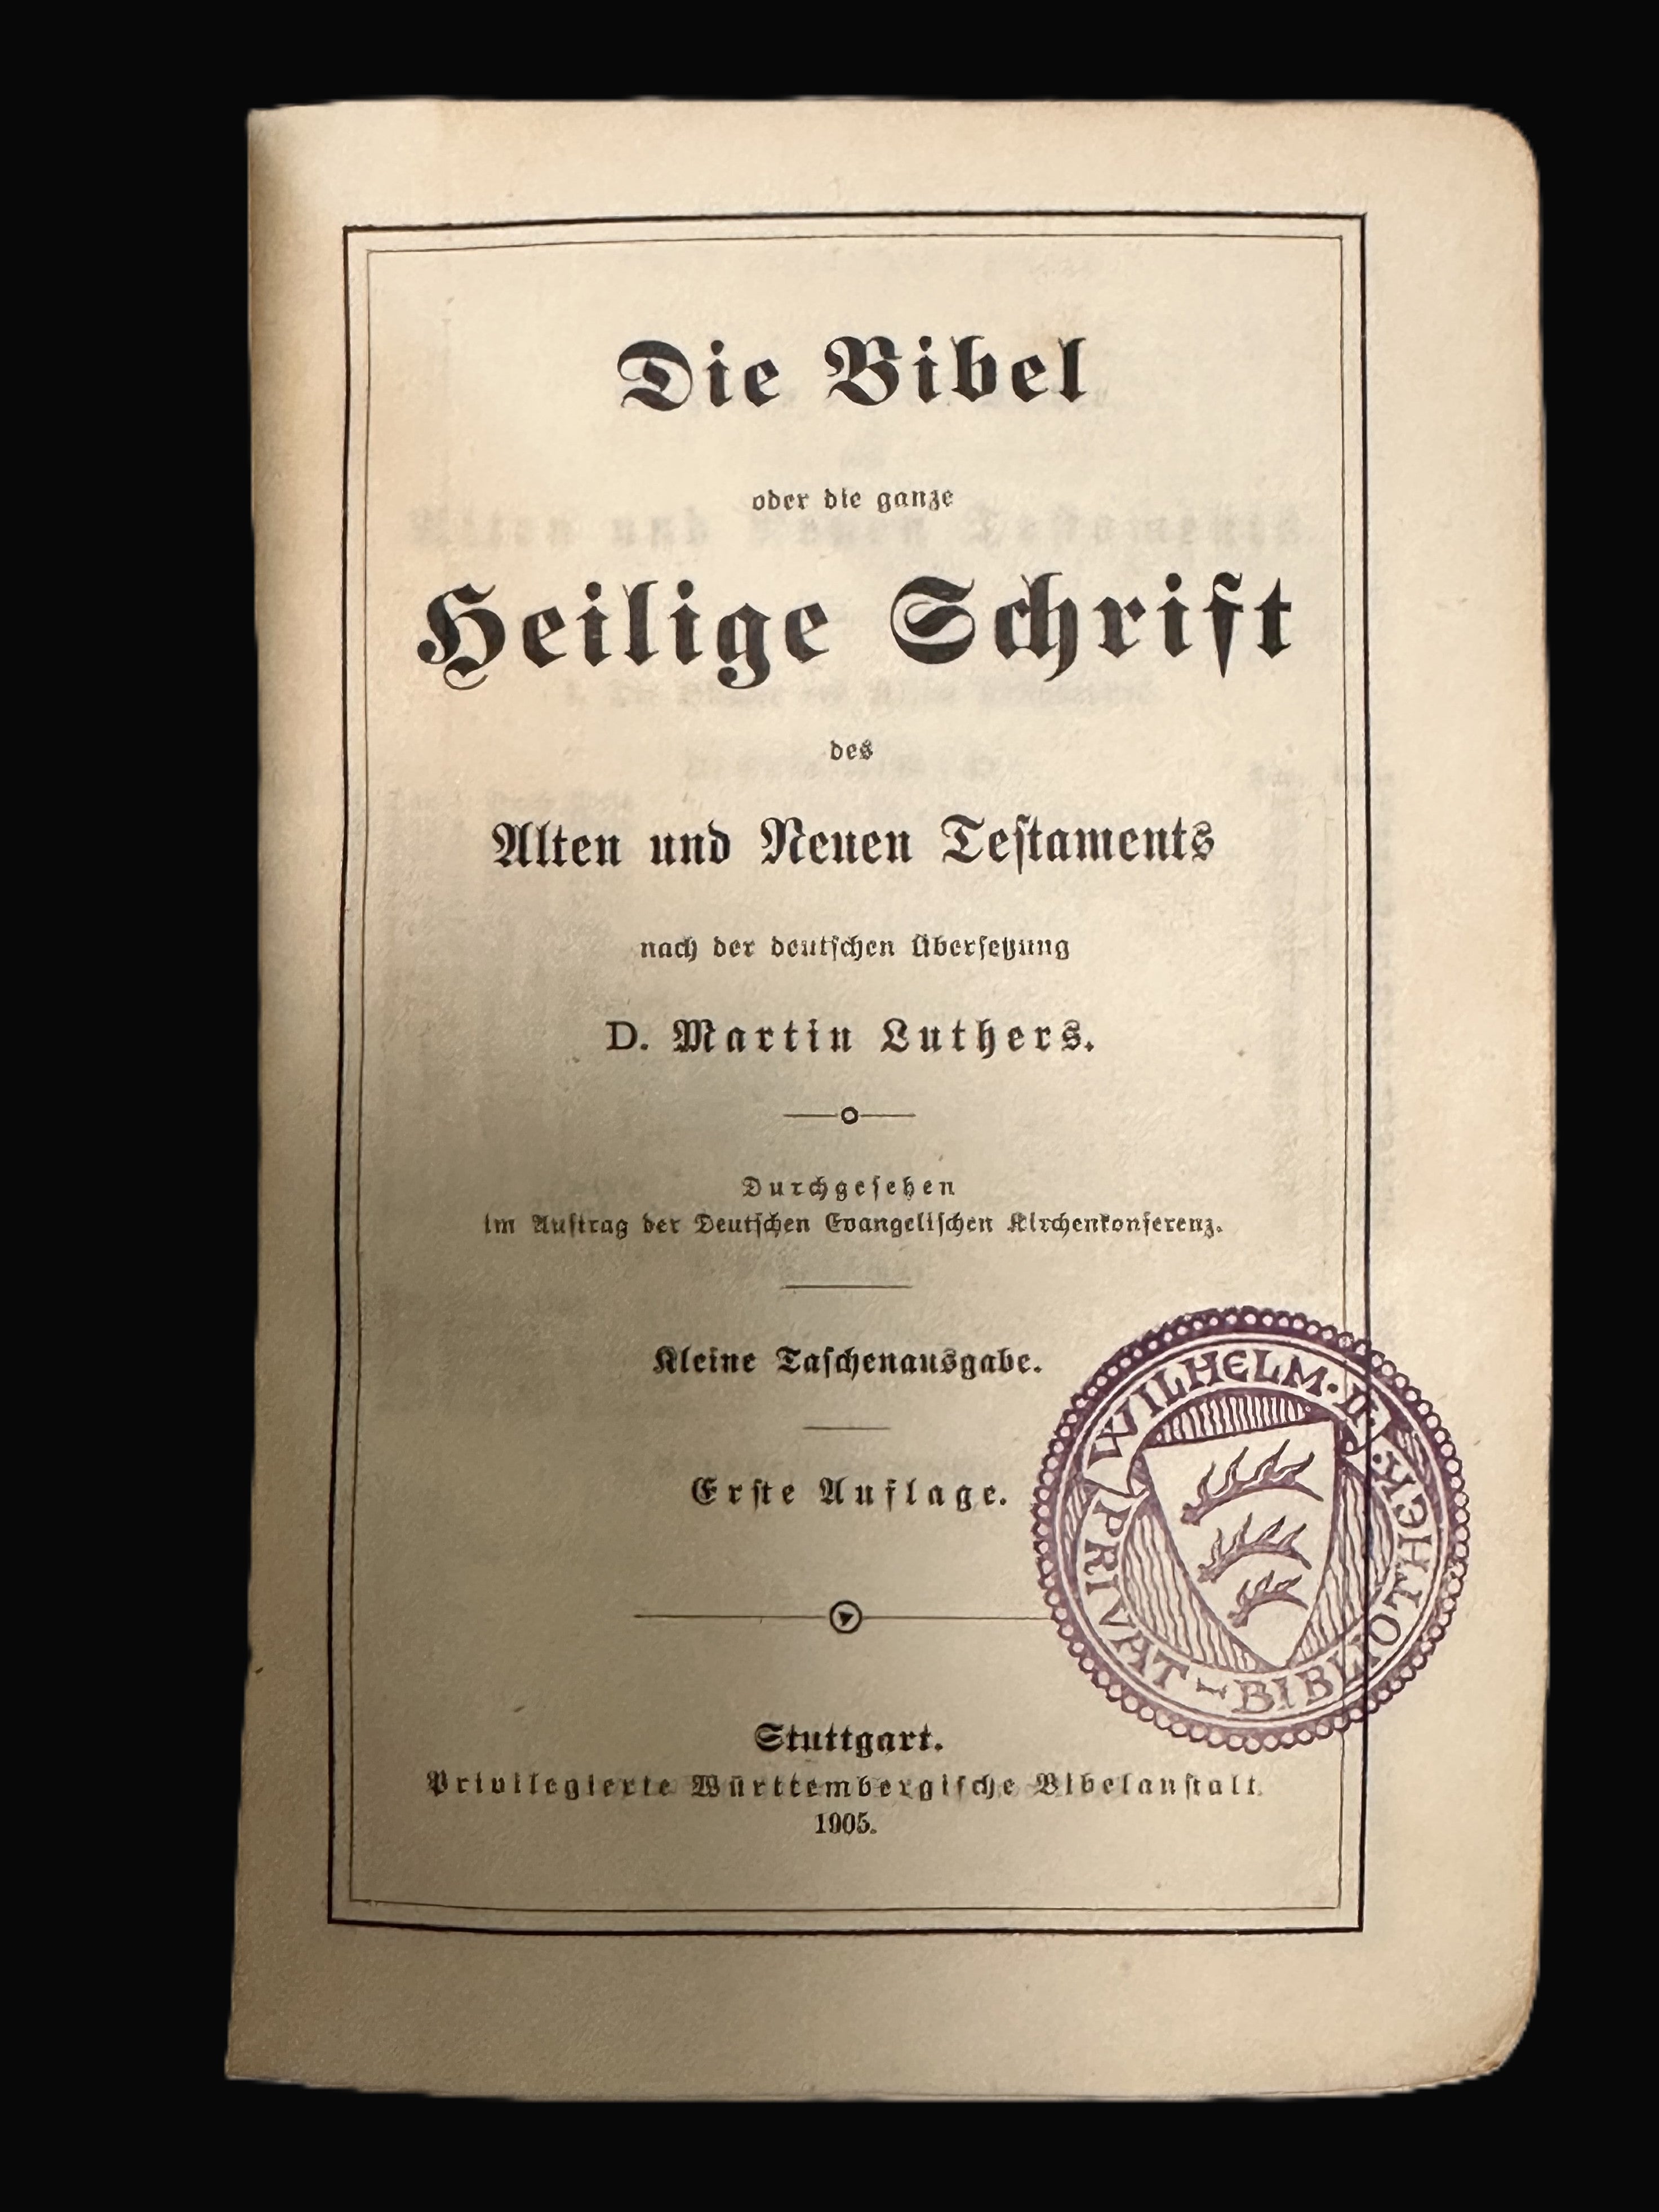 Die Bibel
oder die ganze
Heilige Schrift
des
Alten und Neuen Testaments
nach der deutschen Übersetzung
D. Martin Luthers.
Durchgesehen
im Auftrag der Deutschen Evangelischen Kirchenkonferenz.
Kleine Taschenausgabe.
Erste Auflage.
WILHELM·II·
PRIVAT-BIBLIOTHEK·
Stuttgart.
Privilegierte Württembergische Bibelanstalt.
1905.